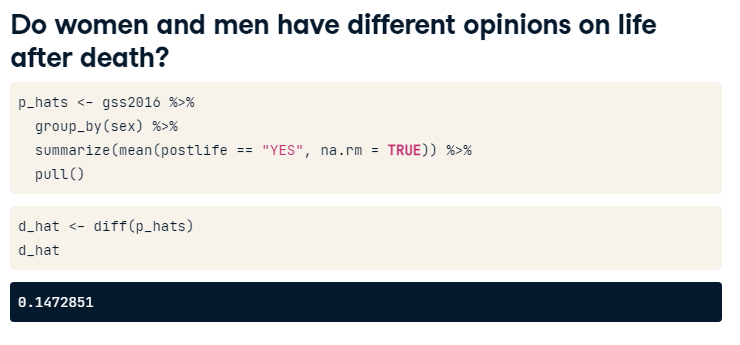 Do women and men have different opinions on life
after death?
p_hats <- gss2016 %>%
  group_by(sex) %>%
  summarize(mean(postlife == "YES", na.rm = TRUE)) %>%
  pull()
d_hat <- diff(p_hats)
d_hat
0.1472851